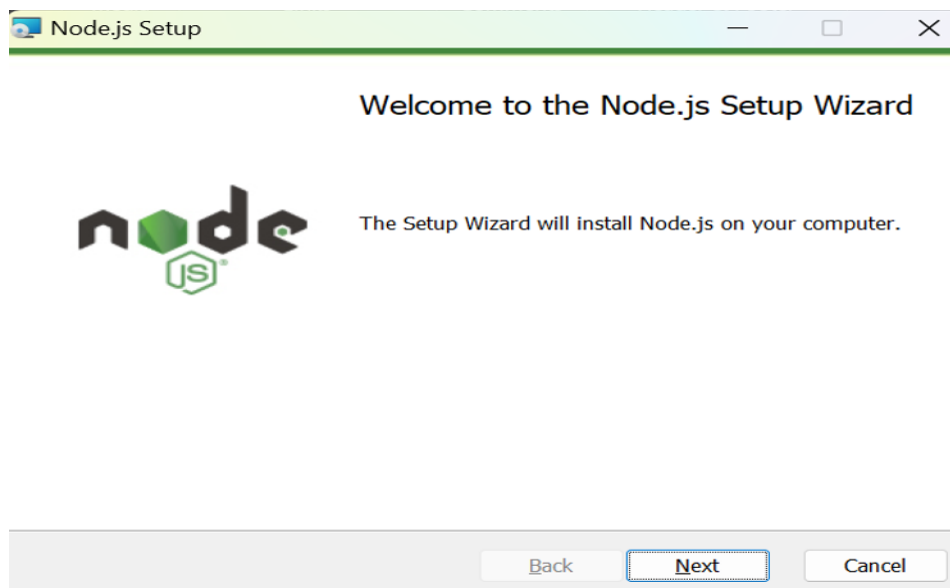 Node.js Setup
Welcome to the Node.js Setup Wizard
node
JS
The Setup Wizard will install Node.js on your computer.
Back
Next
Cancel